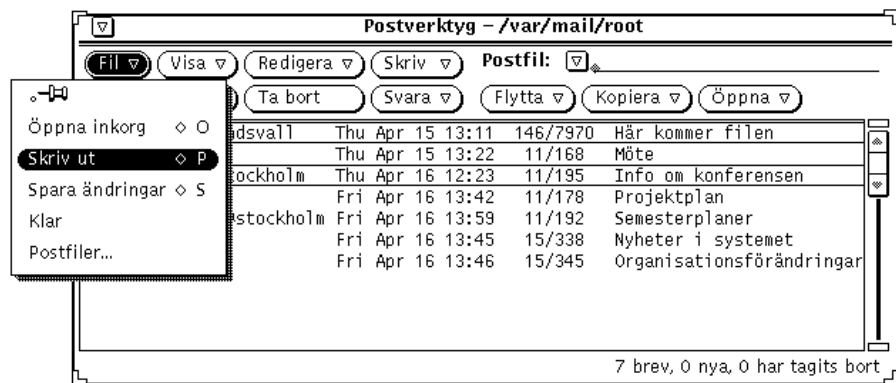 Postverktyg – /var/mail/root
Fil Visa Redigera Skriv Postfil:
Ta bort Svara Flytta Kopiera Öppna
Öppna inkorg ◇ O
Skriv ut ◇ P
Spara ändringar ◇ S
Klar
Postfiler...
dsvall Thu Apr 15 13:11 146/7970 Här kommer filen
Thu Apr 15 13:22 11/168 Möte
ockholm Thu Apr 16 12:23 11/195 Info om konferensen
Fri Apr 16 13:42 11/178 Projektplan
stockholm Fri Apr 16 13:59 11/192 Semesterplaner
Fri Apr 16 13:45 15/338 Nyheter i systemet
Fri Apr 16 13:46 15/345 Organisationsförändringar
7 brev, 0 nya, 0 har tagits bort